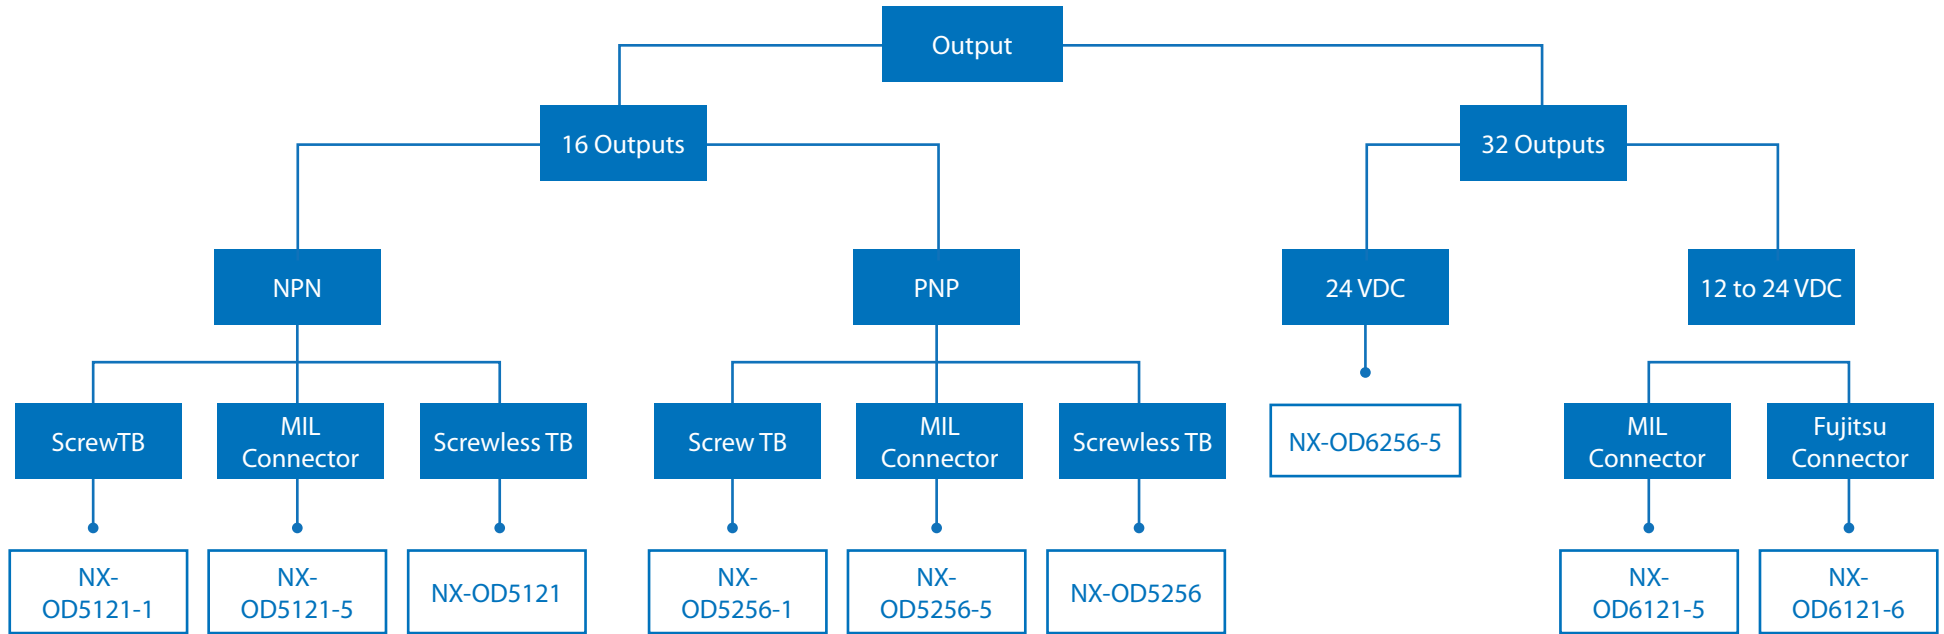 Output
16 Outputs
32 Outputs
NPN
PNP
24 VDC
12 to 24 VDC
ScrewTB
MIL
Connector
Screwless TB
Screw TB
MIL
Connector
Screwless TB
NX-OD6256-5
MIL
Connector
Fujitsu
Connector
NX-
OD5121-1
NX-
OD5121-5
NX-OD5121
NX-
OD5256-1
NX-
OD5256-5
NX-OD5256
NX-
OD6121-5
NX-
OD6121-6